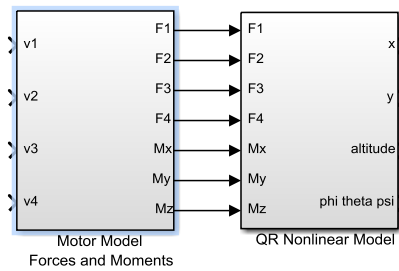 v1
v2
v3
v4
F1
F2
F3
F4
Mx
My
Mz
Motor Model
Forces and Moments
F1
F2
F3
F4
Mx
My
Mz
x
y
altitude
phi theta psi
QR Nonlinear Model